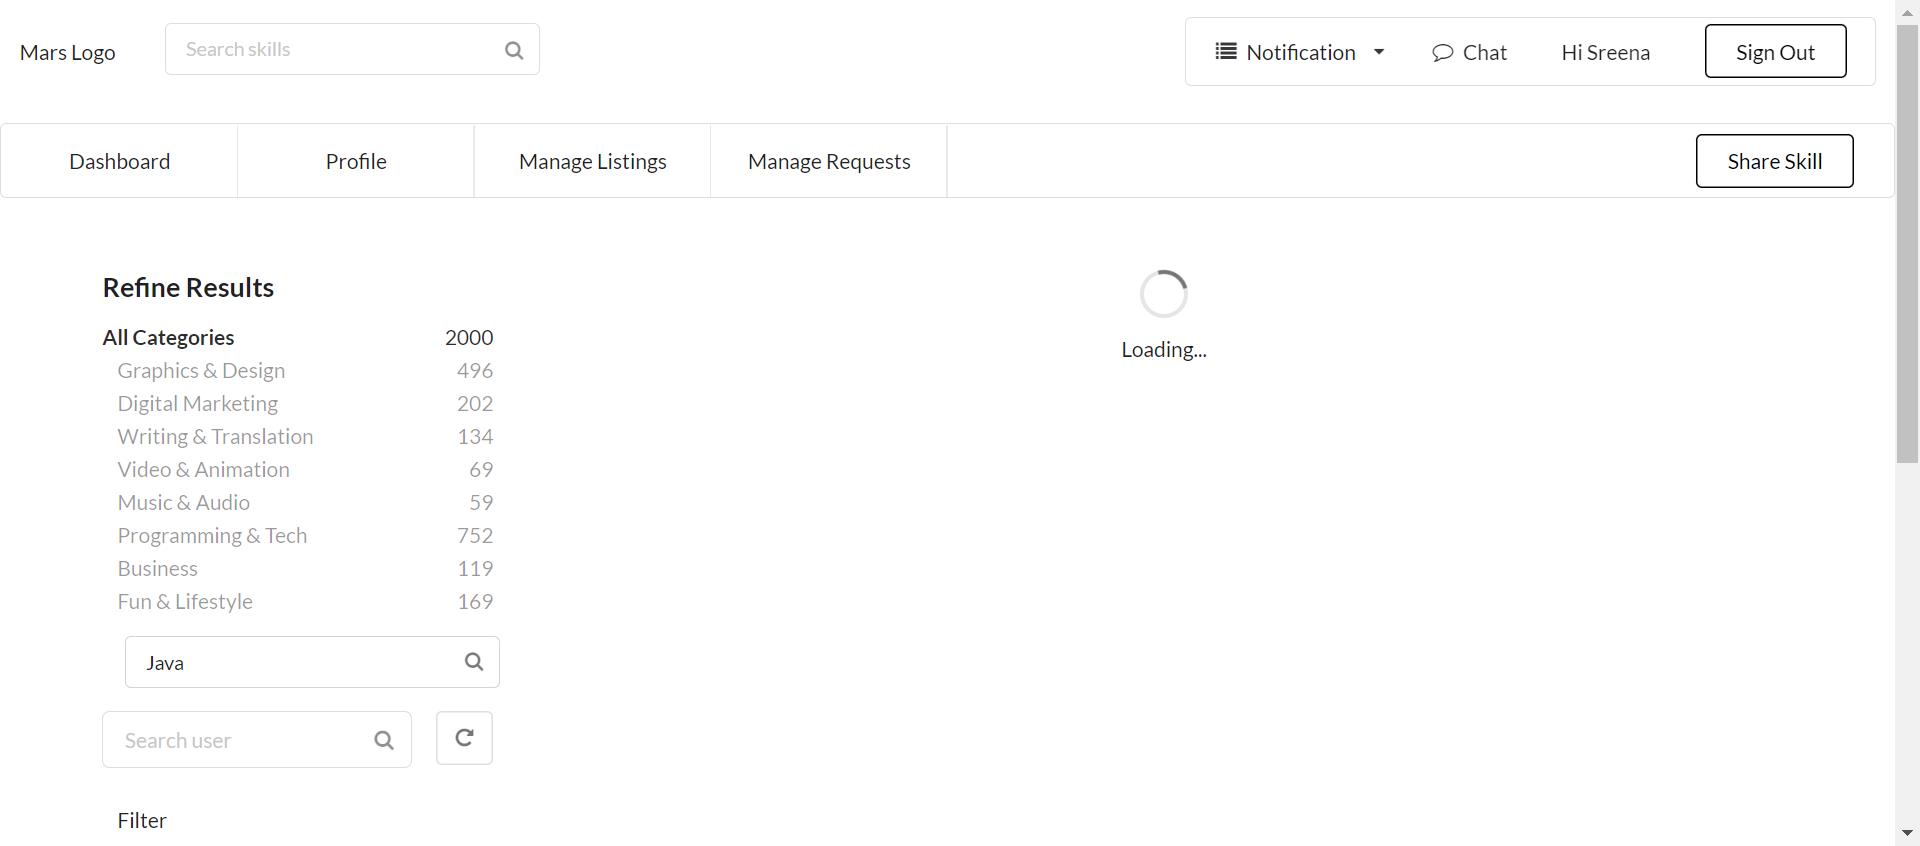 Mars Logo
Search skills
Notification
Chat
Hi Sreena
Sign Out
Dashboard
Profile
Manage Listings
Manage Requests
Share Skill
Refine Results
All Categories 2000
Graphics & Design 496
Digital Marketing 202
Writing & Translation 134
Video & Animation 69
Music & Audio 59
Programming & Tech 752
Business 119
Fun & Lifestyle 169
Java
Search user
Filter
Loading...